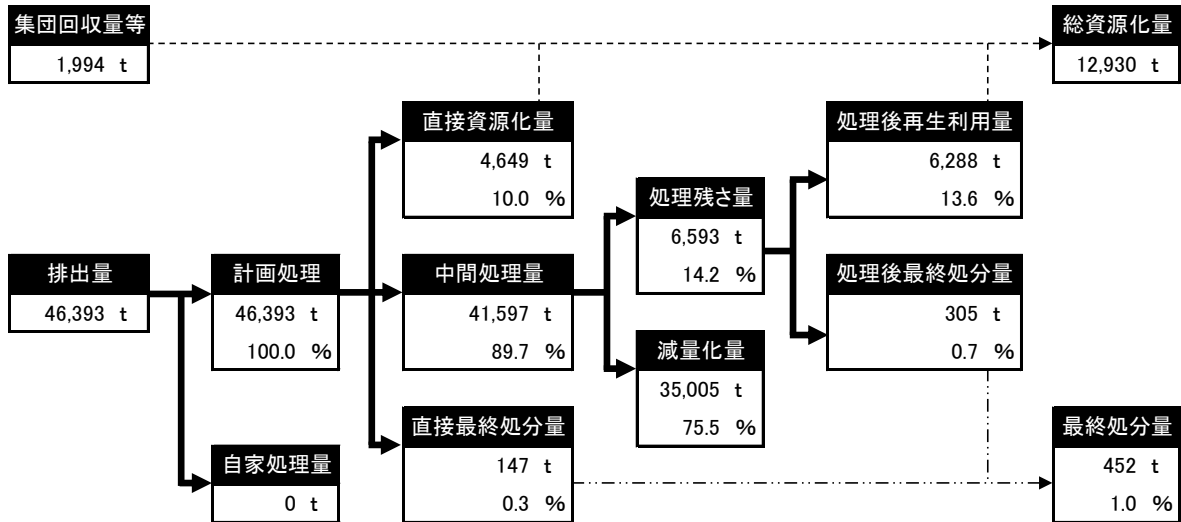 集団回収量等
1,994 t
総資源化量
12,930 t
直接資源化量
4,649 t
10.0 %
処理後再生利用量
6,288 t
13.6 %
処理残さ量
6,593 t
14.2 %
排出量
46,393 t
計画処理
46,393 t
100.0 %
中間処理量
41,597 t
89.7 %
処理後最終処分量
305 t
0.7 %
減量化量
35,005 t
75.5 %
自家処理量
0 t
直接最終処分量
147 t
0.3 %
最終処分量
452 t
1.0 %